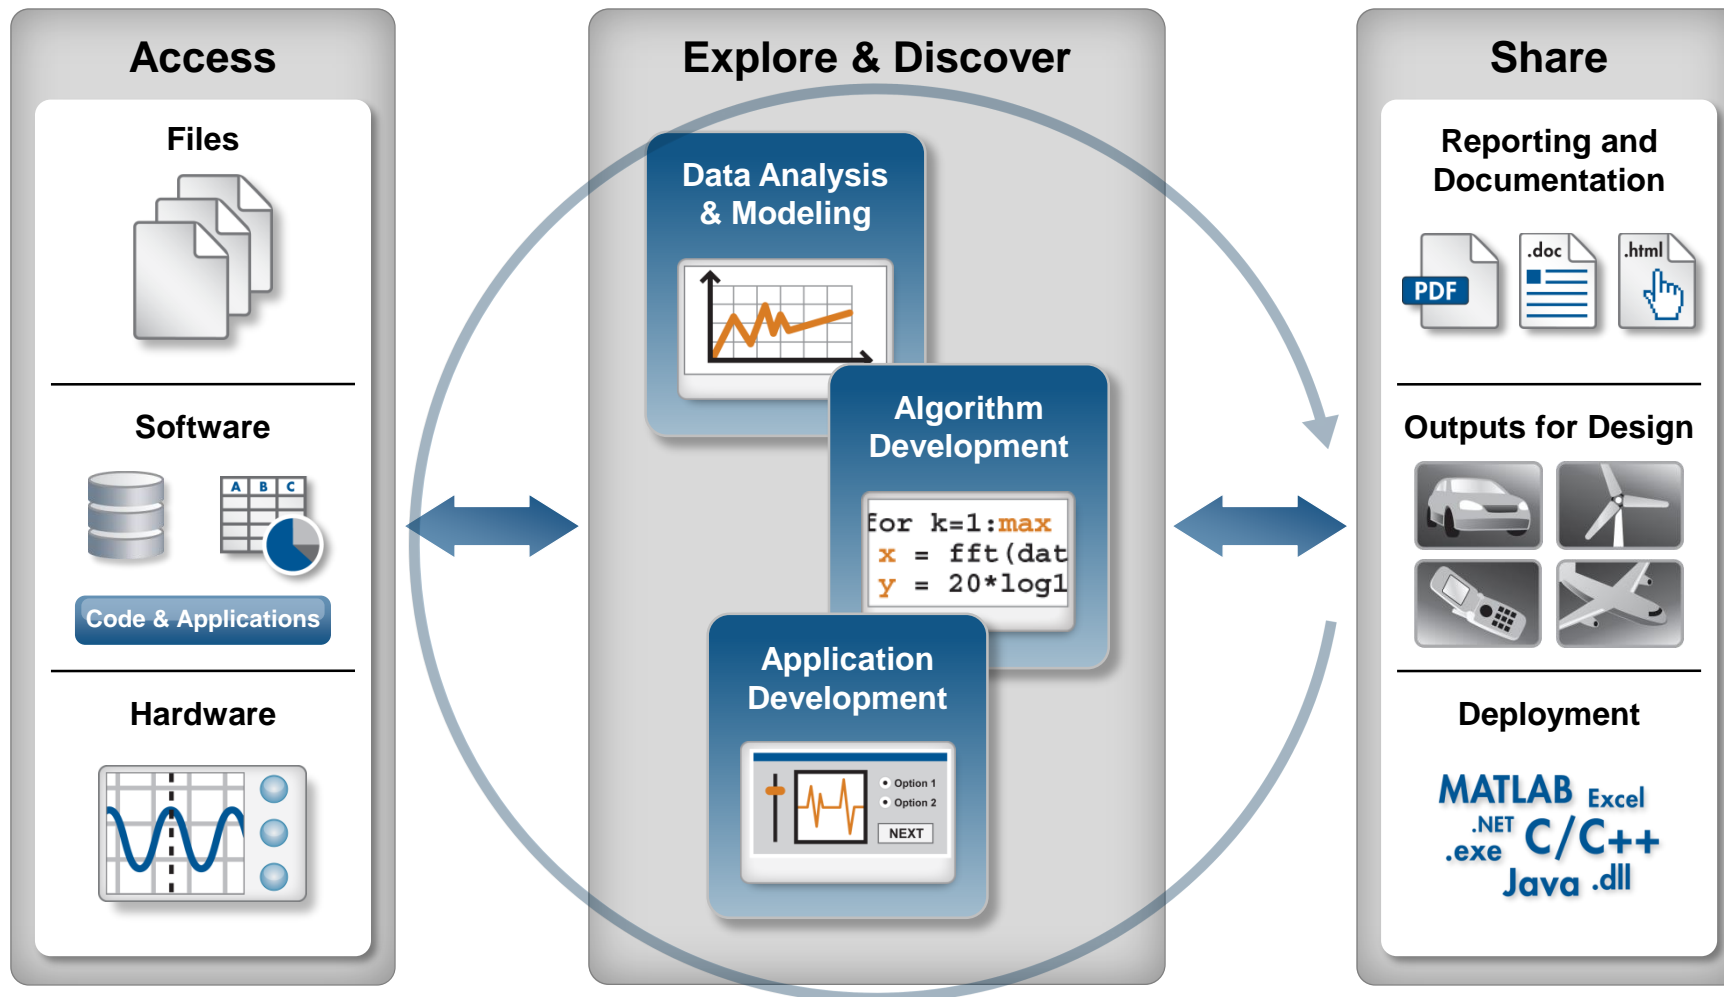 Access
Files
Software
A B C
Code & Applications
Hardware
Explore & Discover
Data Analysis
& Modeling
Algorithm
Development
for k=1:max
x = fft(dat
y = 20*log1
Application
Development
Option 1
Option 2
NEXT
Share
Reporting and
Documentation
PDF
.doc
.html
Outputs for Design
Deployment
MATLAB Excel
.NET C/C++
.exe
Java .dll